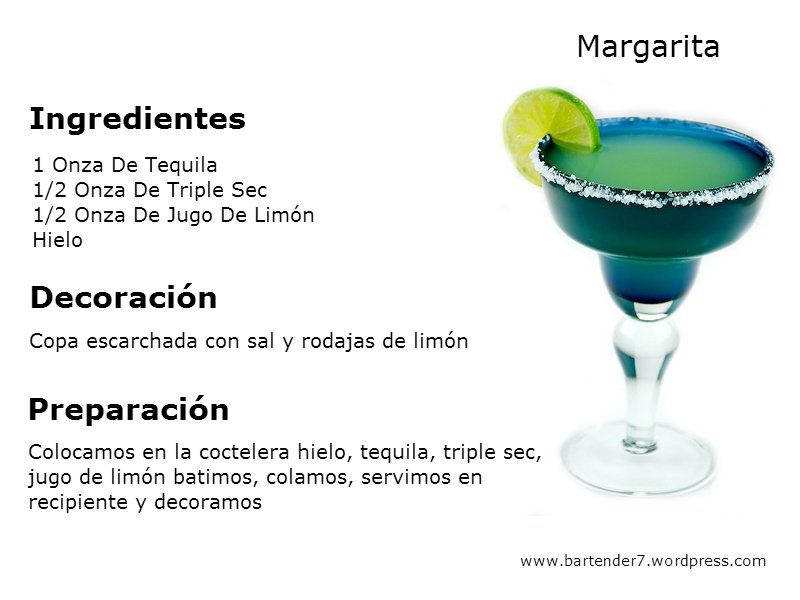 Margarita
Ingredientes
1 Onza De Tequila
1/2 Onza De Triple Sec
1/2 Onza De Jugo De Limón
Hielo
Decoración
Copa escarchada con sal y rodajas de limón
Preparación
Colocamos en la coctelera hielo, tequila, triple sec,
jugo de limón batimos, colamos, servimos en
recipiente y decoramos
www.bartender7.wordpress.com